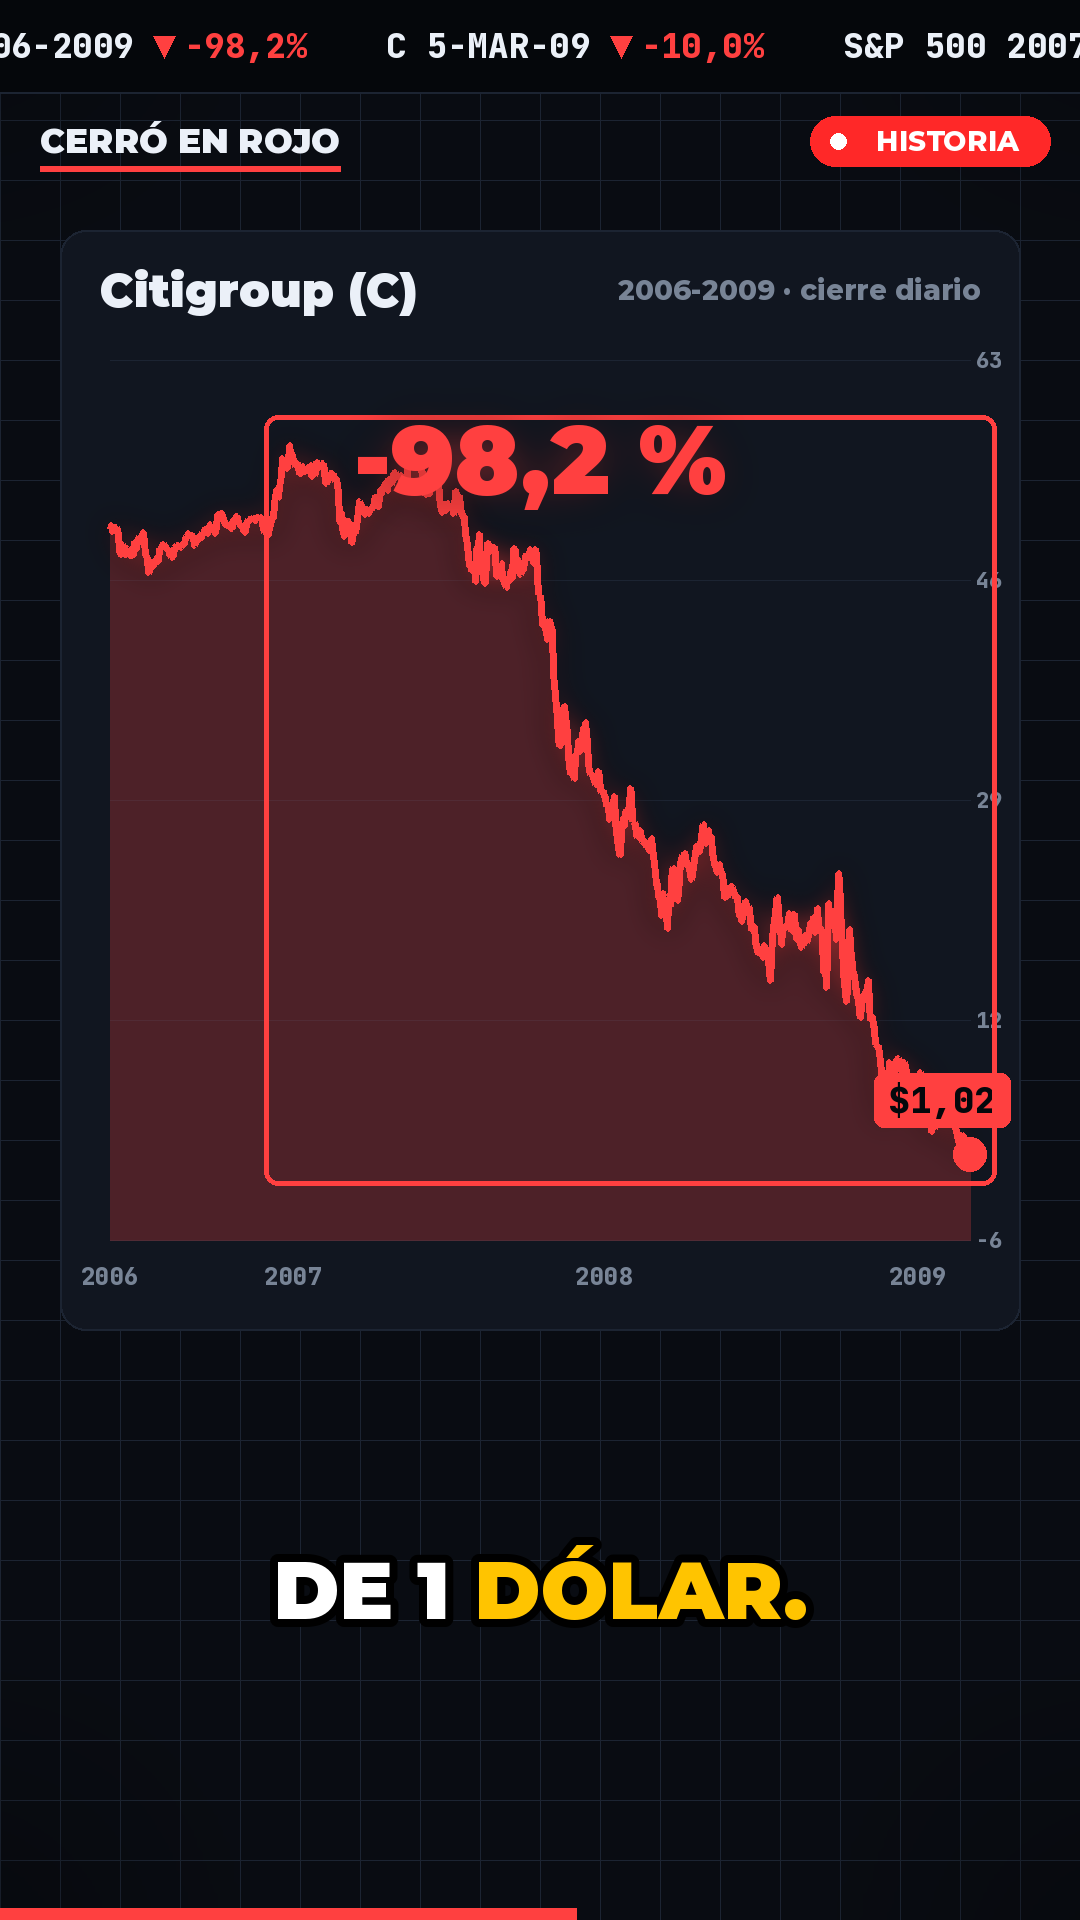 06-2009 ▼ -98,2% C 5-MAR-09 ▼ -10,0% S&P 500 2007
CERRÓ EN ROJO
HISTORIA
Citigroup (C)
2006-2009 · cierre diario
63
-98,2 %
46
29
12
$1,02
-6
2006 2007 2008 2009
DE 1 DÓLAR.